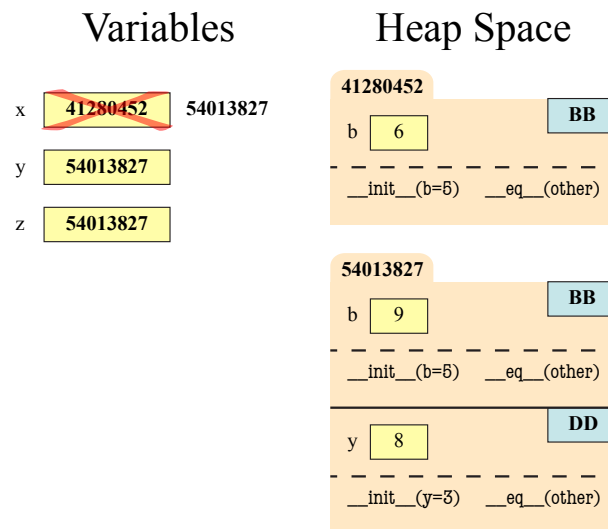 Variables
x 41280452 54013827
y 54013827
z 54013827
Heap Space
41280452
BB
b 6
__init__(b=5) __eq__(other)
54013827
BB
b 9
__init__(b=5) __eq__(other)
DD
y 8
__init__(y=3) __eq__(other)